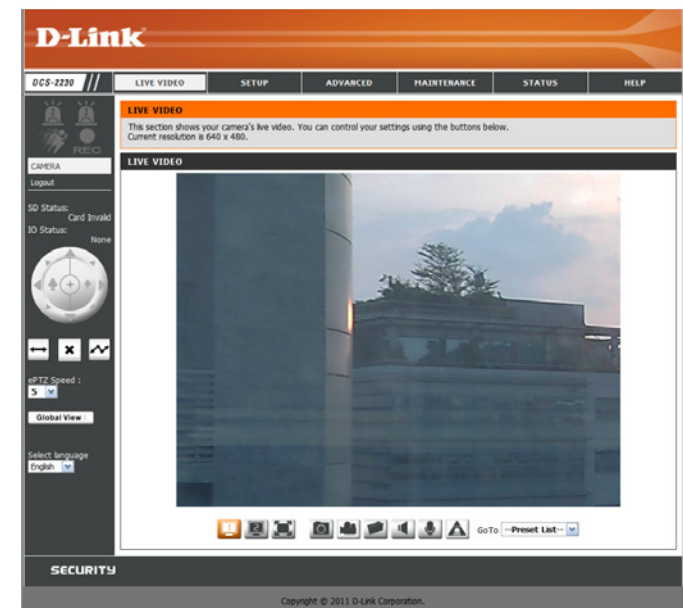 D-Link
DCS-2230 LIVE VIDEO SETUP ADVANCED MAINTENANCE STATUS HELP
REC
CAMERA
Logout
SD Status:
Card Invalid
IO Status:
None
ePTZ Speed :
5
Global View
Select language
English
LIVE VIDEO
This section shows your camera's live video. You can control your settings using the buttons below.
Current resolution is 640 x 480.
LIVE VIDEO
1 2 GoTo --Preset List--
SECURITY
Copyright © 2011 D-Link Corporation.